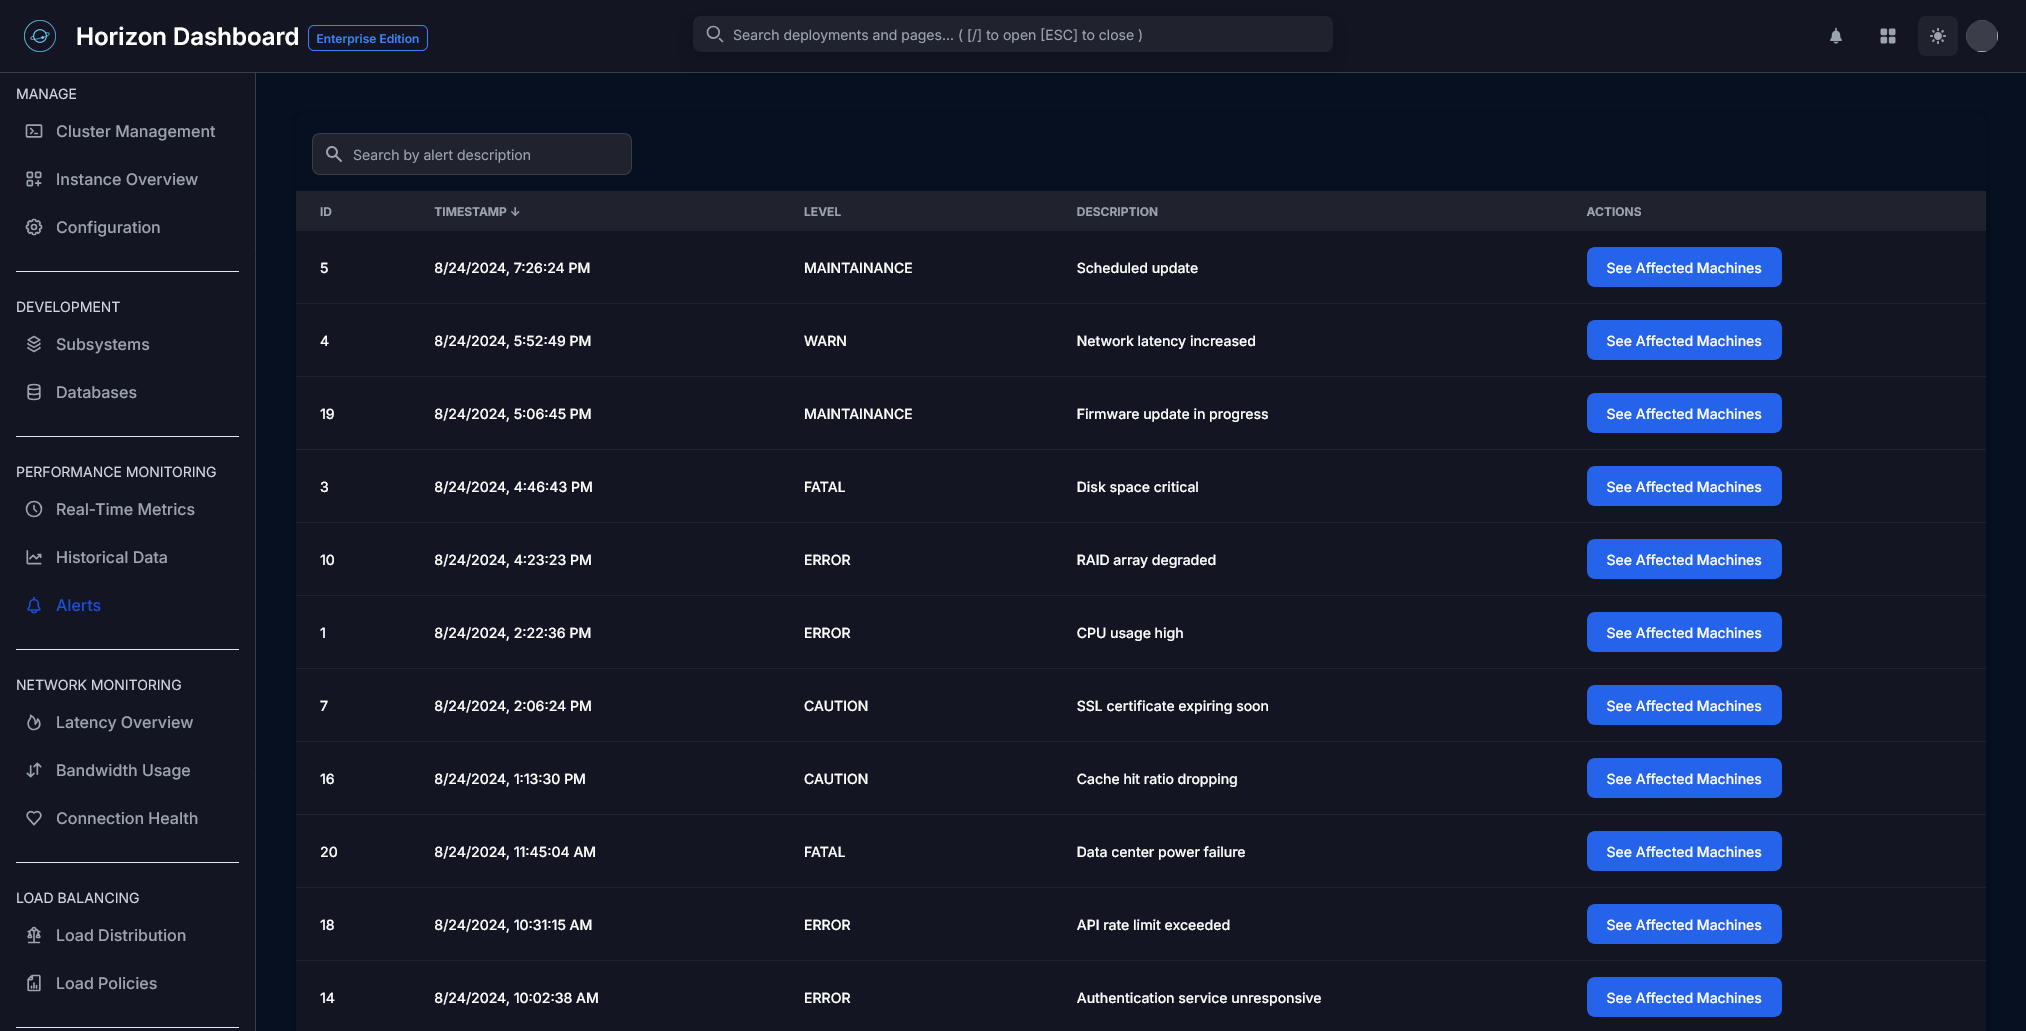 Horizon Dashboard Enterprise Edition
Search deployments and pages... ( [/] to open [ESC] to close )
MANAGE
Cluster Management
Instance Overview
Configuration
DEVELOPMENT
Subsystems
Databases
PERFORMANCE MONITORING
Real-Time Metrics
Historical Data
Alerts
NETWORK MONITORING
Latency Overview
Bandwidth Usage
Connection Health
LOAD BALANCING
Load Distribution
Load Policies
Search by alert description
ID TIMESTAMP ↓ LEVEL DESCRIPTION ACTIONS
5 8/24/2024, 7:26:24 PM MAINTAINANCE Scheduled update See Affected Machines
4 8/24/2024, 5:52:49 PM WARN Network latency increased See Affected Machines
19 8/24/2024, 5:06:45 PM MAINTAINANCE Firmware update in progress See Affected Machines
3 8/24/2024, 4:46:43 PM FATAL Disk space critical See Affected Machines
10 8/24/2024, 4:23:23 PM ERROR RAID array degraded See Affected Machines
1 8/24/2024, 2:22:36 PM ERROR CPU usage high See Affected Machines
7 8/24/2024, 2:06:24 PM CAUTION SSL certificate expiring soon See Affected Machines
16 8/24/2024, 1:13:30 PM CAUTION Cache hit ratio dropping See Affected Machines
20 8/24/2024, 11:45:04 AM FATAL Data center power failure See Affected Machines
18 8/24/2024, 10:31:15 AM ERROR API rate limit exceeded See Affected Machines
14 8/24/2024, 10:02:38 AM ERROR Authentication service unresponsive See Affected Machines